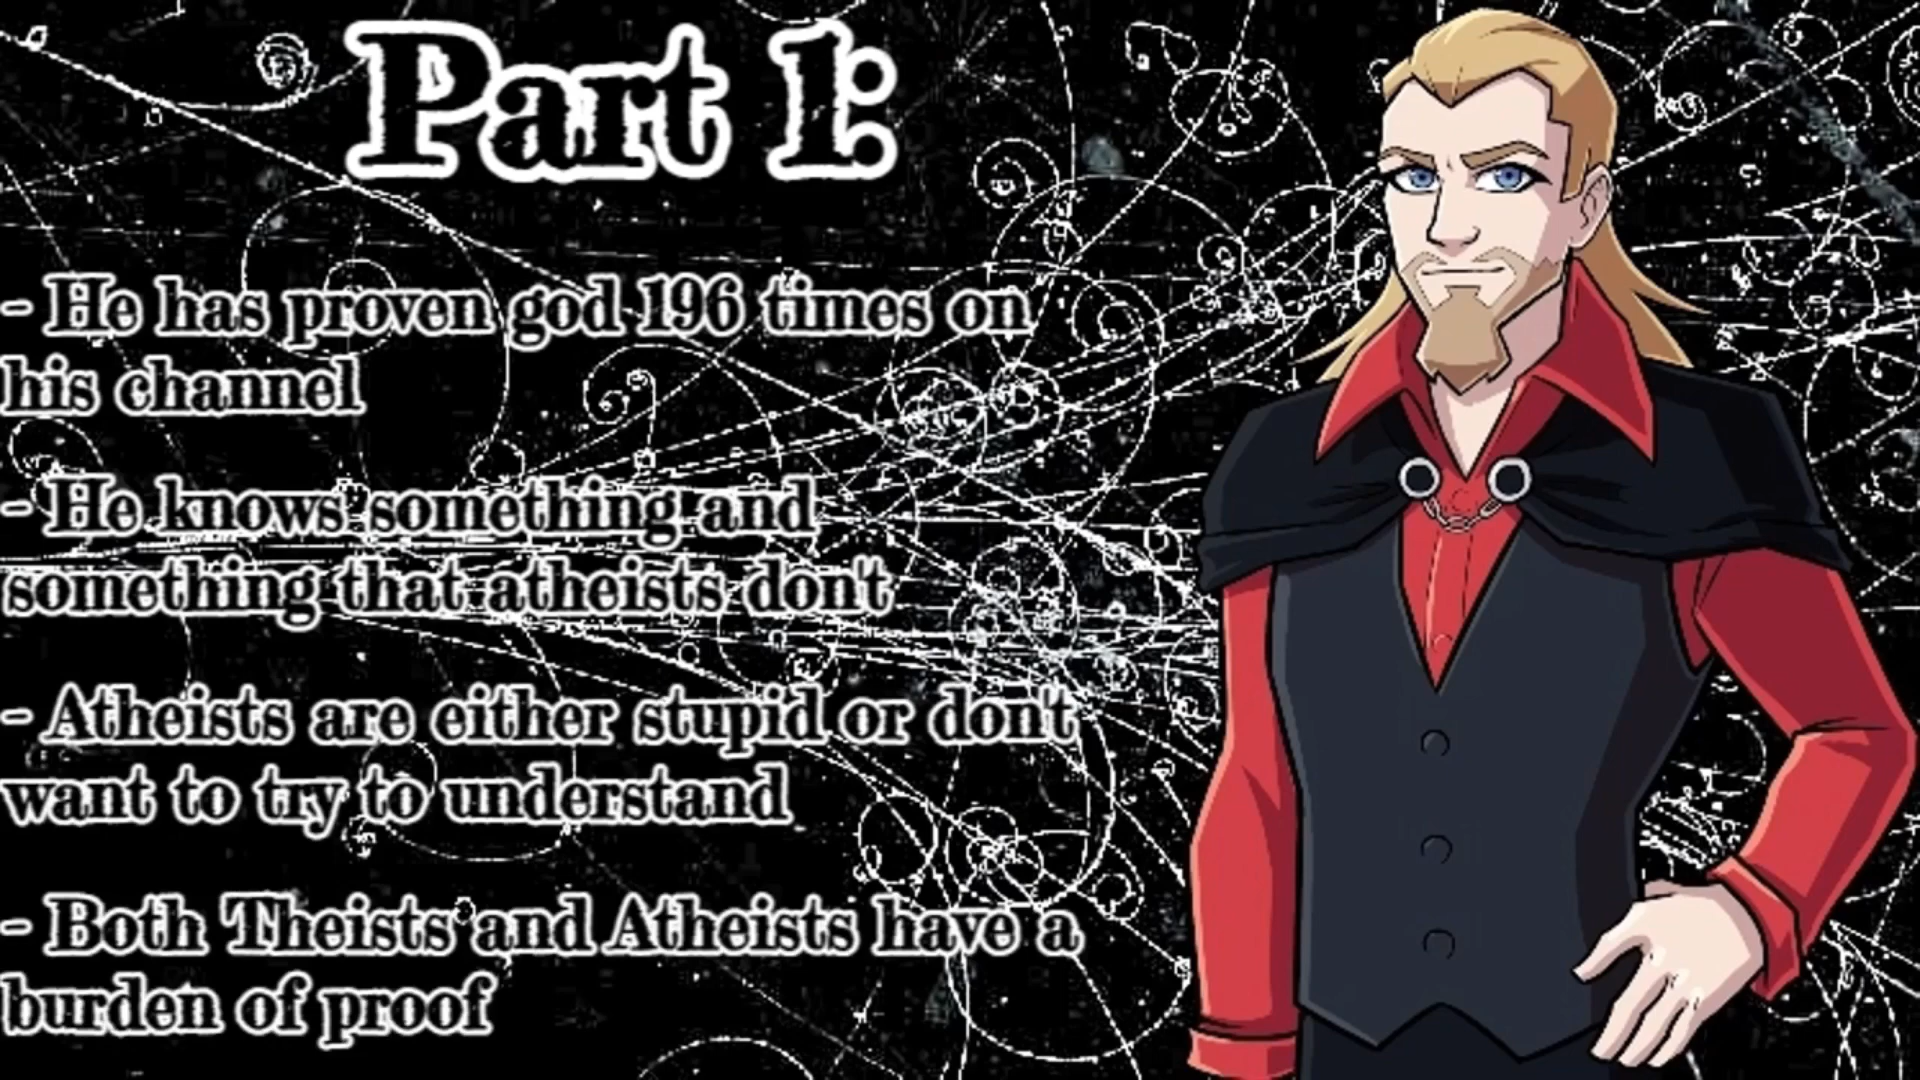 Part 1:
- He has proven god 196 times on
his channel
- He knows something and
something that atheists don't
- Atheists are either stupid or don't
want to try to understand
- Both Theists and Atheists have a
burden of proof